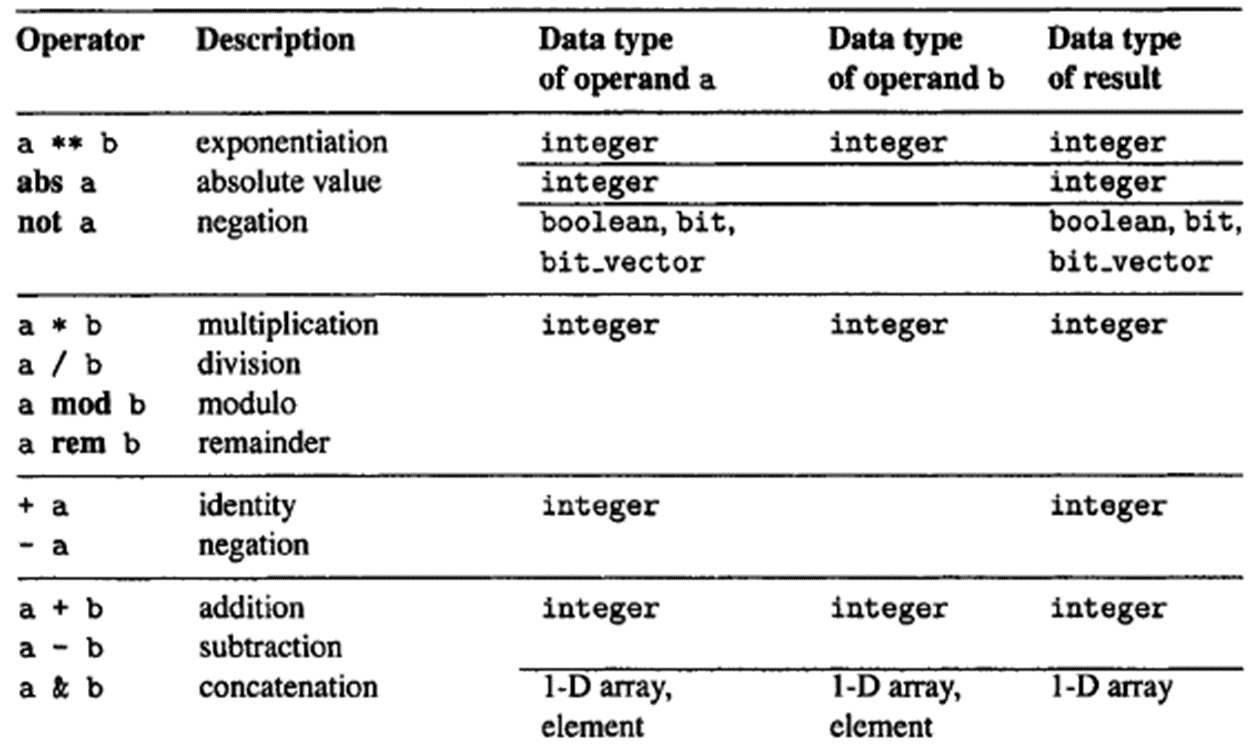 Operator Description Data type Data type Data type
of operand a of operand b of result
a ** b exponentiation integer integer integer
abs a absolute value integer integer
not a negation boolean, bit, boolean, bit,
bit_vector bit_vector
a * b multiplication integer integer integer
a / b division
a mod b modulo
a rem b remainder
+ a identity integer integer
- a negation
a + b addition integer integer integer
a - b subtraction
a & b concatenation 1-D array, 1-D array, 1-D array
element element